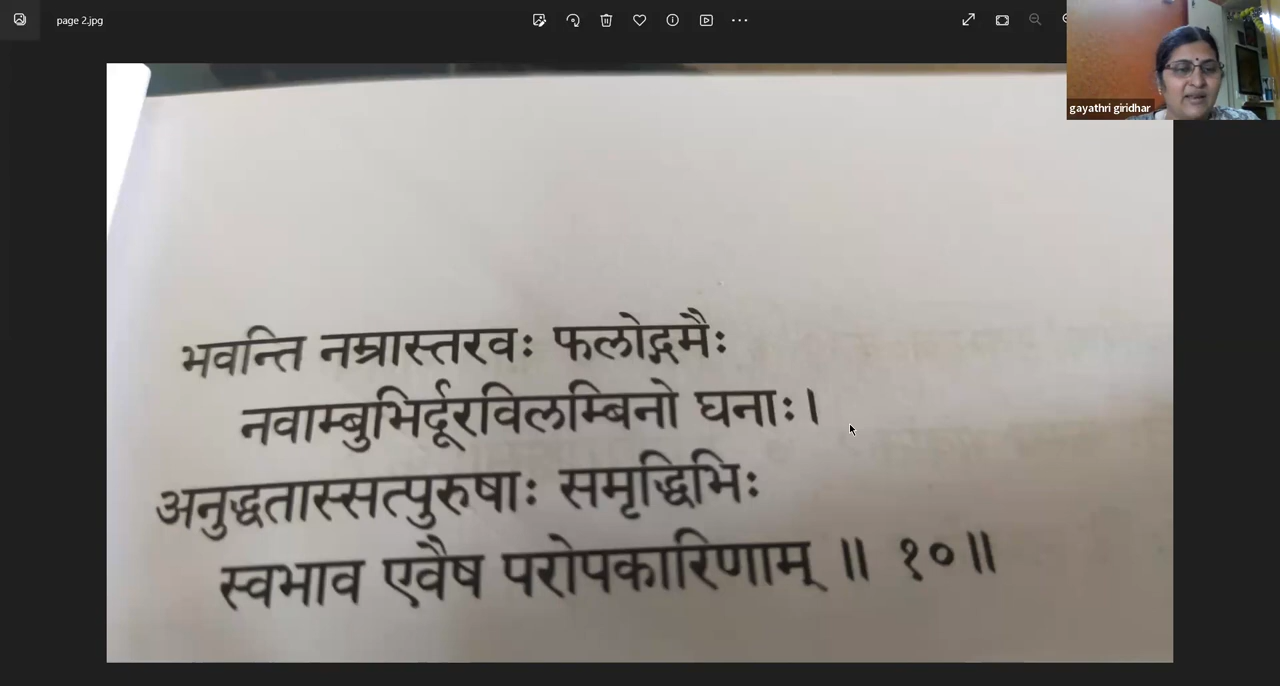 page 2.jpg
gayathri giridhar
भवन्ति नम्रास्तरवः फलोद्गमैः
नवाम्बुभिर्दूरविलम्बिनो घनाः।
अनुद्धतास्सत्पुरुषाः समृद्धिभिः
स्वभाव एवैष परोपकारिणाम् ॥ १०॥